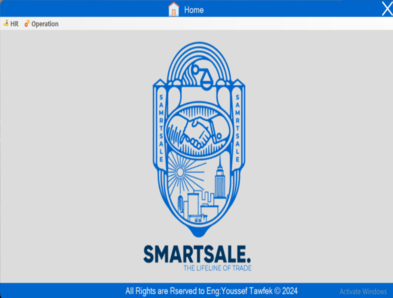 Home
X
HR Operation
SAMRTSALE
SAMRTSALE
SMARTSALE.
THE LIFELINE OF TRADE
All Rights are Rserved to Eng:Youssef Tawfek © 2024
Activate Windows